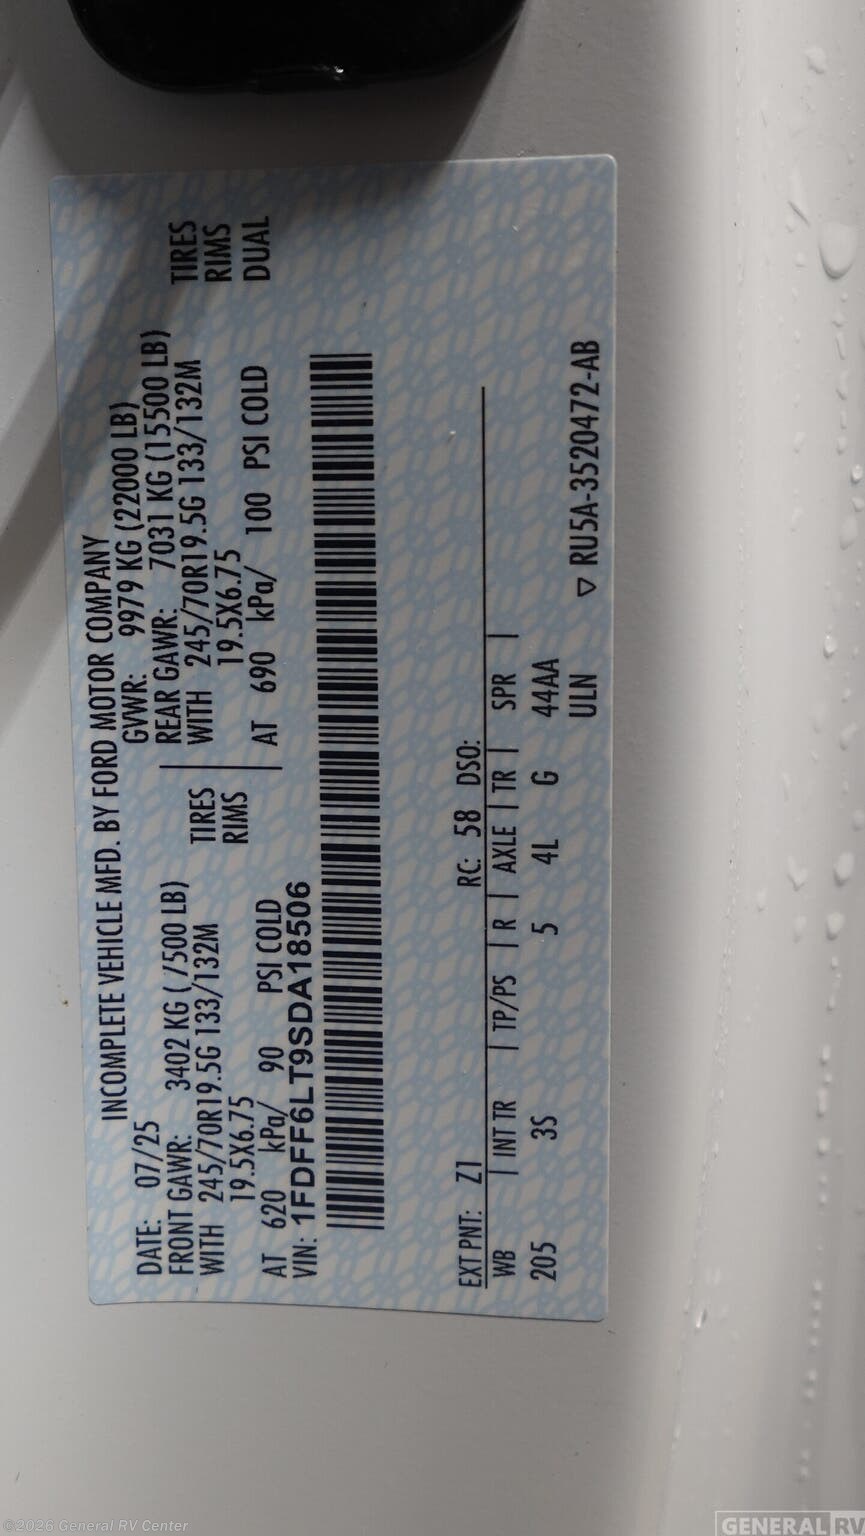 INCOMPLETE VEHICLE MFD. BY FORD MOTOR COMPANY
DATE: 07/25 GVWR: 9979 KG (22000 LB)
FRONT GAWR: 3402 KG (7500 LB) REAR GAWR: 7031 KG (15500 LB)
WITH 245/70R19.5G 133/132M TIRES WITH 245/70R19.5G 133/132M TIRES
19.5X6.75 RIMS 19.5X6.75 RIMS
AT 620 kPa/ 90 PSI COLD AT 690 kPa/ 100 PSI COLD DUAL
VIN: 1FDFF6LT9SDA18506
EXT PNT: Z1 RC: 58 DSO:
WB | INT TR | TP/PS | R | AXLE | TR | SPR |
205 3S 5 4L G 44AA
ULN ▽ RU5A-3520472-AB
©2026 General RV Center
GENERAL RV